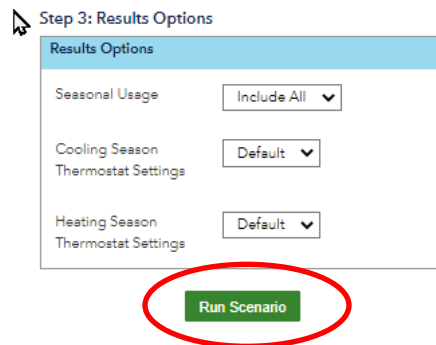 Step 3: Results Options
Results Options
Seasonal Usage
Include All
Cooling Season
Thermostat Settings
Default
Heating Season
Thermostat Settings
Default
Run Scenario